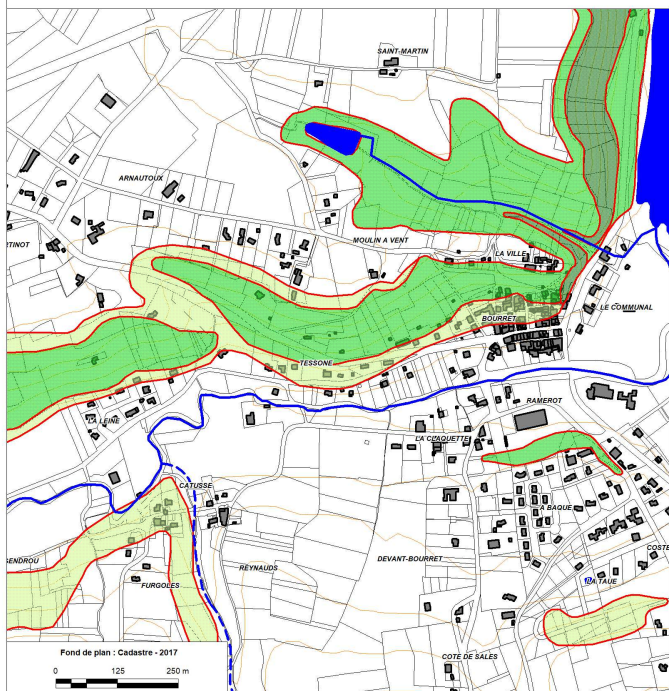 SAINT-MARTIN
ARNAUTOUX
MOULIN A VENT
RTINOT
LA VILLE
LE COMMUNAL
BOURRET
TESSONE
RAMEROT
LA LEINE
LA CLAQUETTE
CATUSSE
A BAQUE
COSTE
GENDROU
DEVANT-BOURRET
REYNAUDS
LA TAUE
FURGOLES
Fond de plan : Cadastre - 2017
COTE DE SALES
0 125 250 m